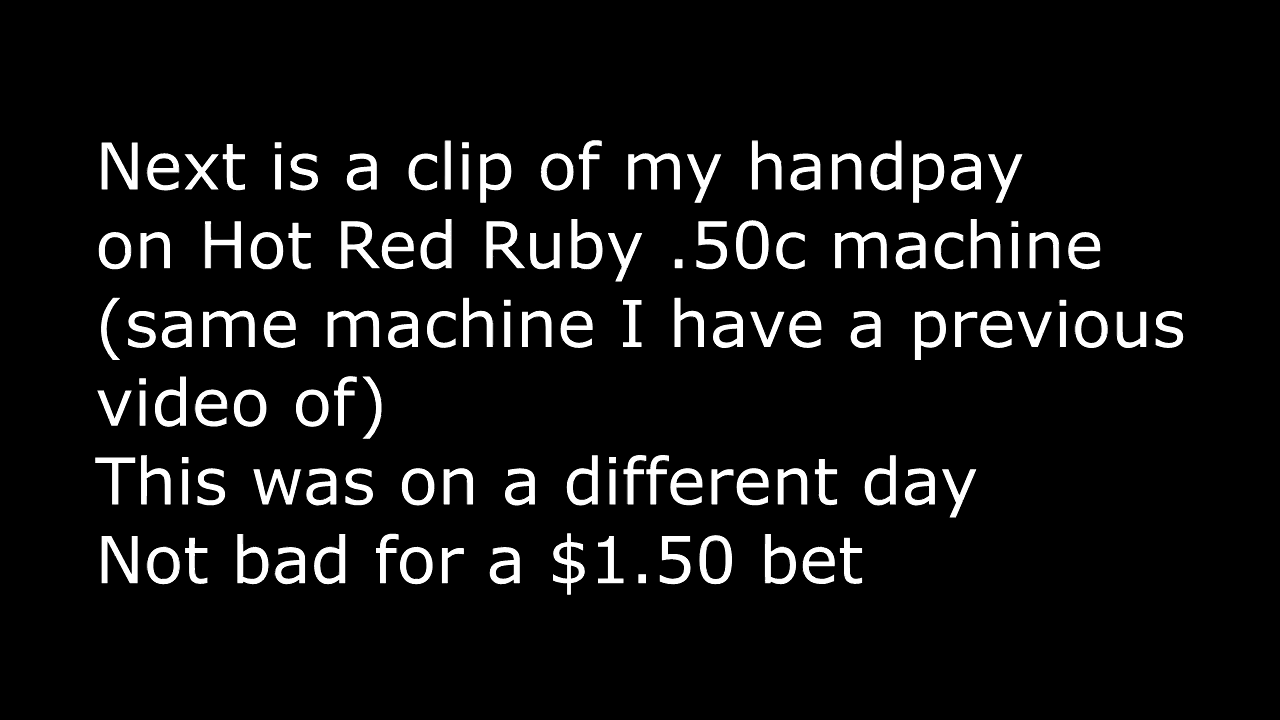 Next is a clip of my handpay
on Hot Red Ruby .50c machine
(same machine I have a previous
video of)
This was on a different day
Not bad for a $1.50 bet